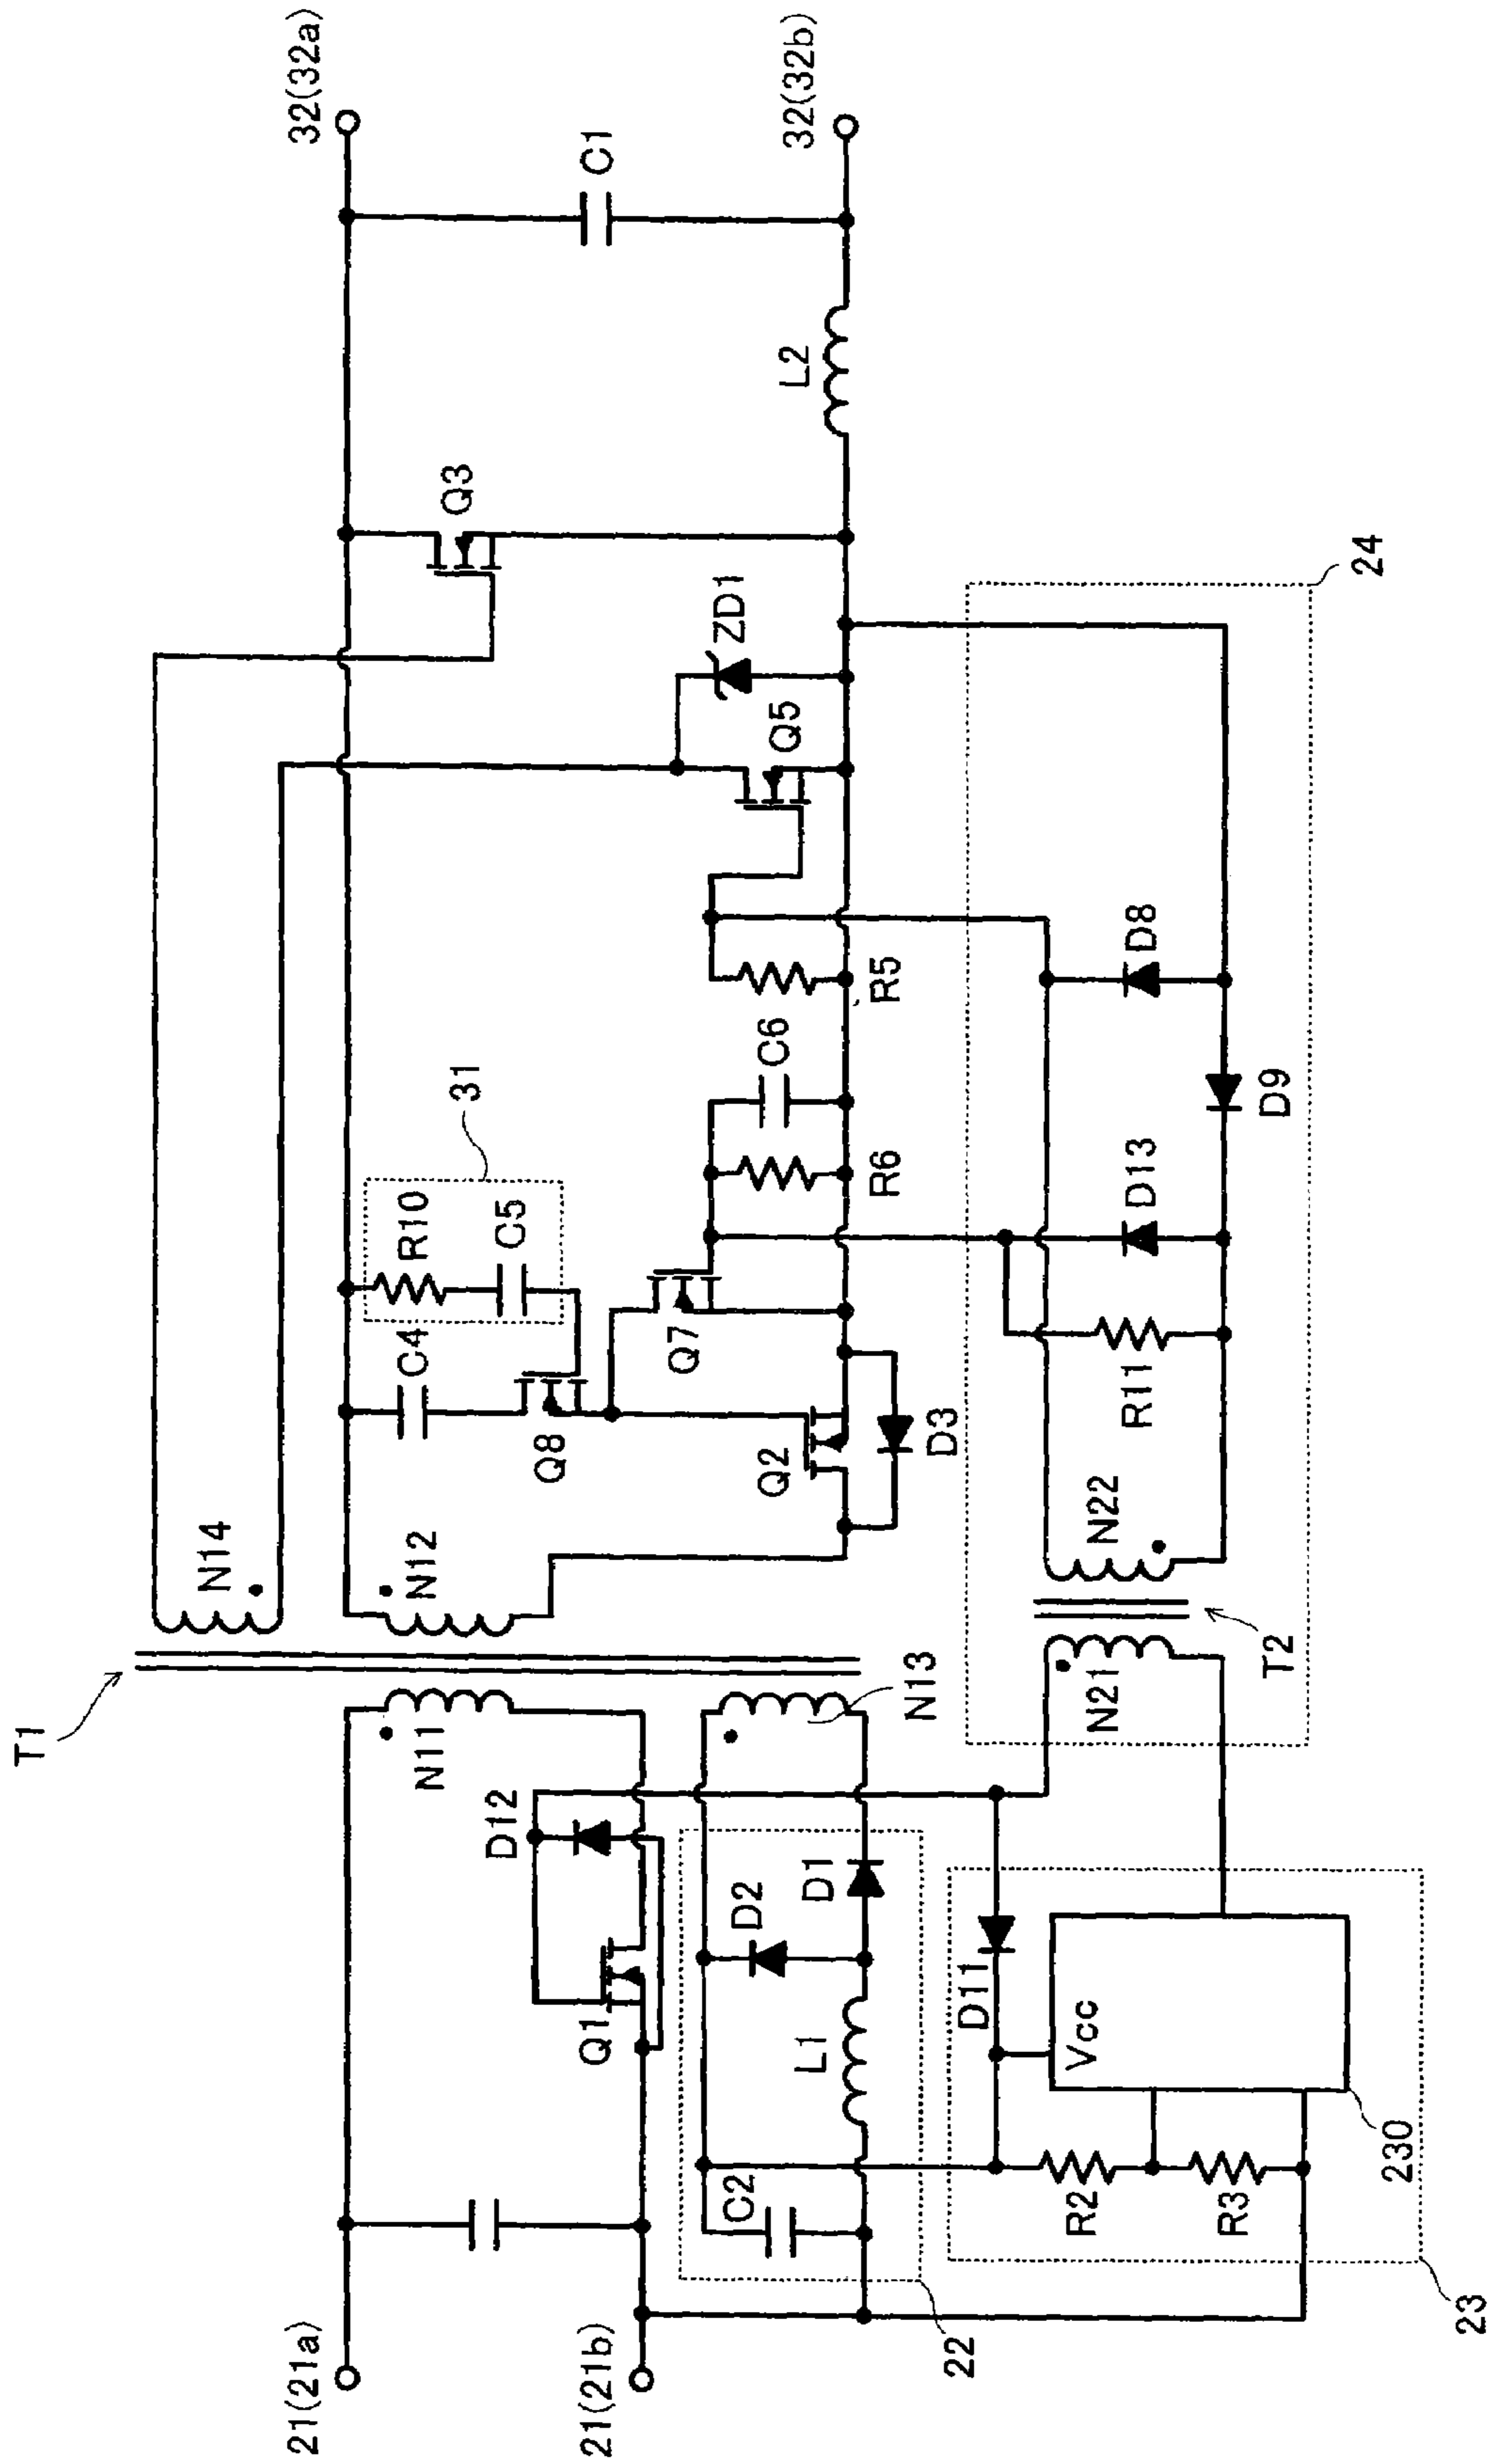 T1
N14
32(32a)
21(21a)
N11
N12
C4
R10
C5
31
Q3
C1
D12
Q1
Q8
Q7
ZD1
Q5
32(32b)
21(21b)
Q2
D3
R6
C6
R5
L2
C2
L1
D2
D1
N13
22
D11
Vcc
R2
R3
230
23
N21
T2
N22
R11
D13
D9
D8
24